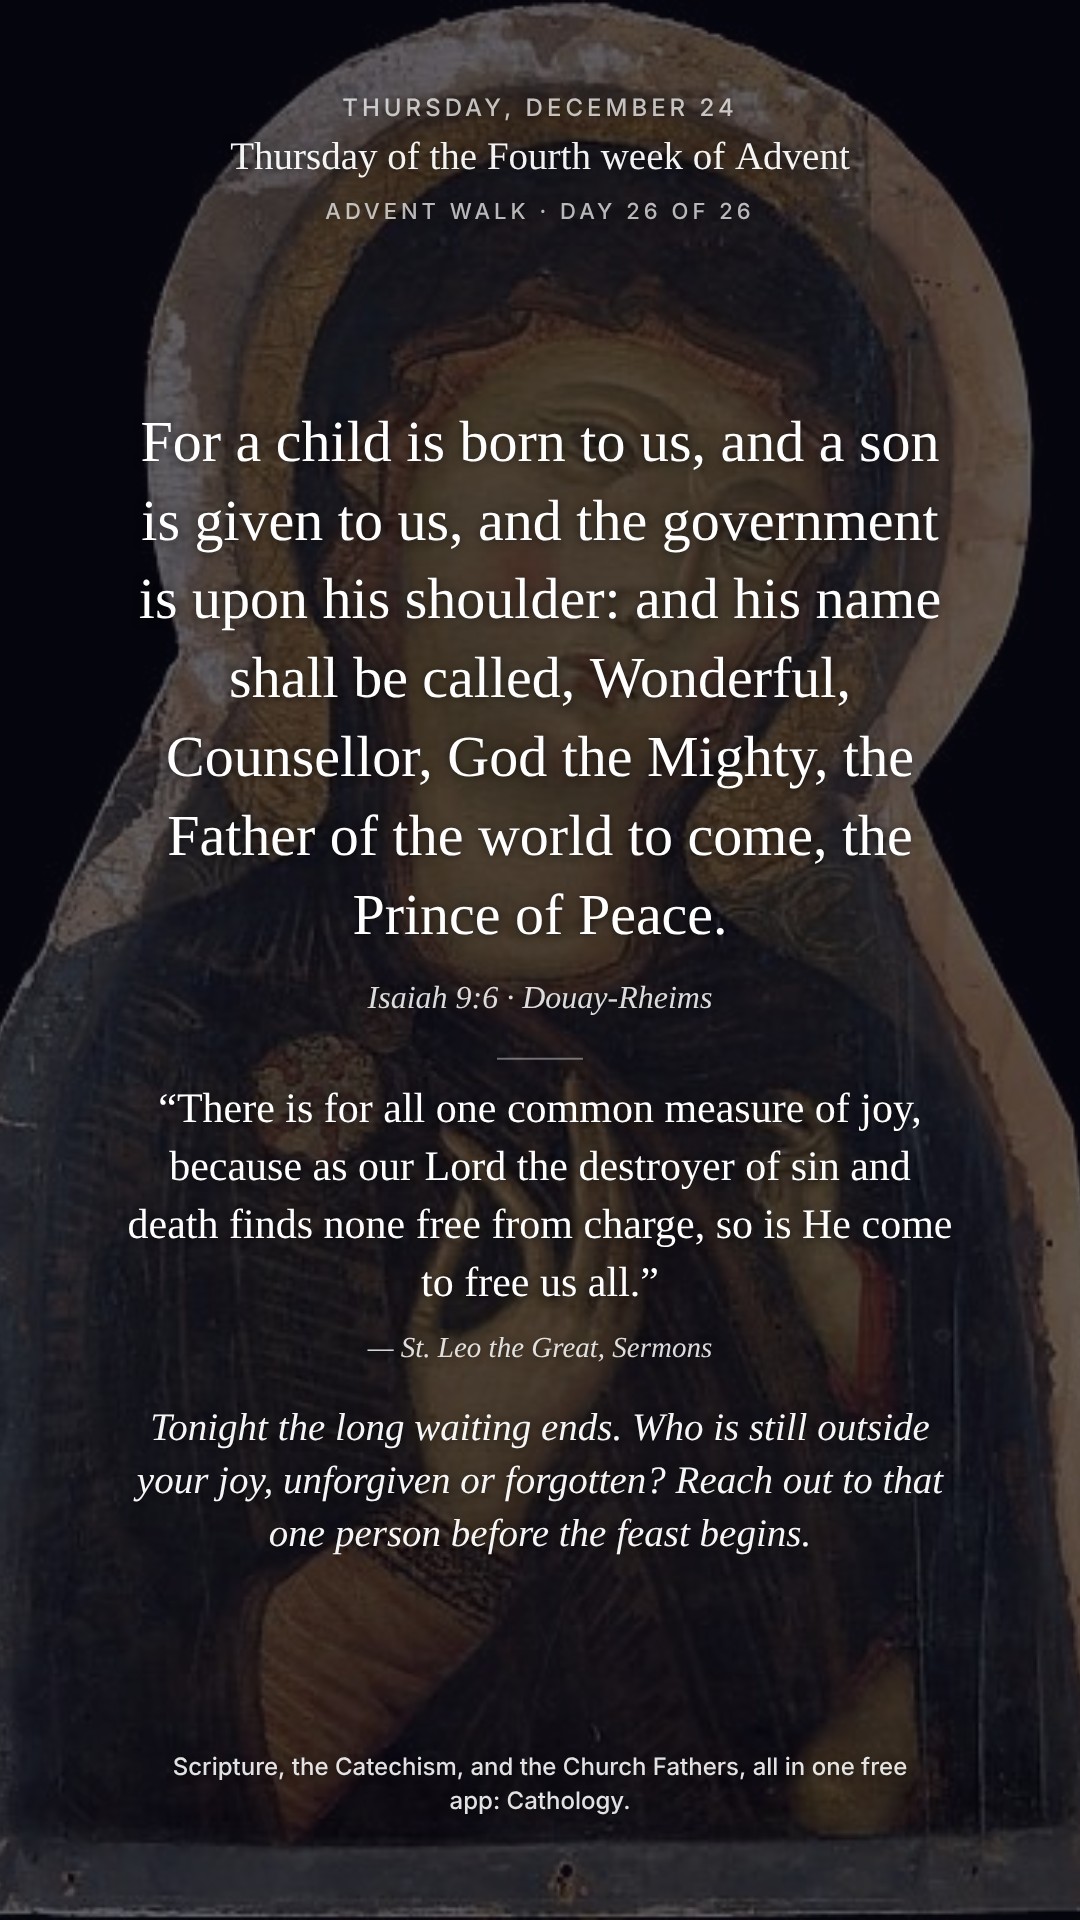 THURSDAY, DECEMBER 24
Thursday of the Fourth week of Advent
ADVENT WALK · DAY 26 OF 26
For a child is born to us, and a son
is given to us, and the government
is upon his shoulder: and his name
shall be called, Wonderful,
Counsellor, God the Mighty, the
Father of the world to come, the
Prince of Peace.
Isaiah 9:6 · Douay-Rheims
“There is for all one common measure of joy,
because as our Lord the destroyer of sin and
death finds none free from charge, so is He come
to free us all.”
— St. Leo the Great, Sermons
Tonight the long waiting ends. Who is still outside
your joy, unforgiven or forgotten? Reach out to that
one person before the feast begins.
Scripture, the Catechism, and the Church Fathers, all in one free
app: Cathology.